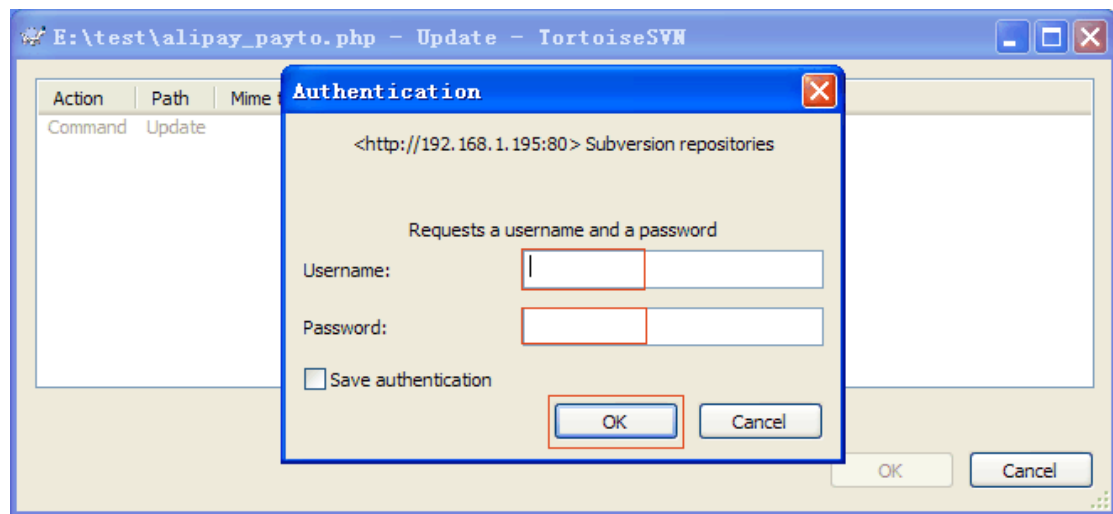 E:\test\alipay_payto.php - Update - TortoiseSVN
Action Path Mime t
Command Update
Authentication
<http://192.168.1.195:80> Subversion repositories
Requests a username and a password
Username:
Password:
Save authentication
OK Cancel
OK Cancel